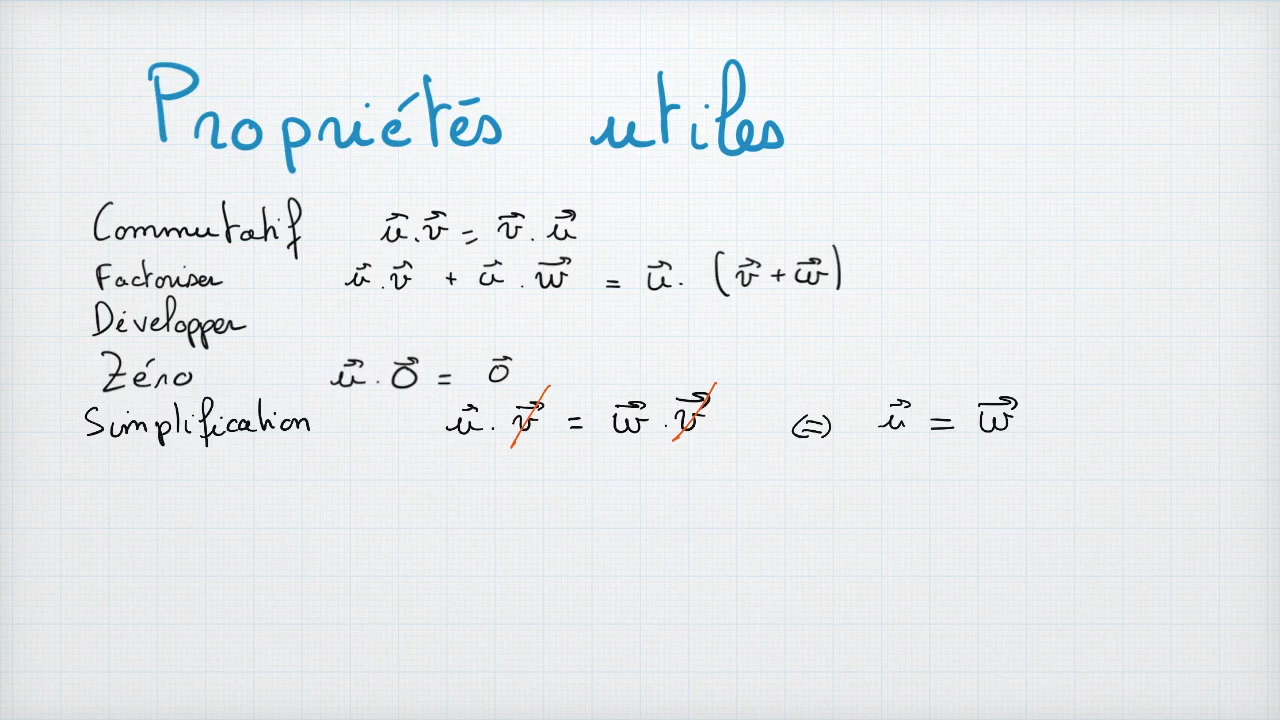 Propriétés utiles
Commutatif u⃗.v⃗ = v⃗.u⃗
Factoriser u⃗.v⃗ + u⃗.w⃗ = u⃗.(v⃗+w⃗)
Développer
Zéro u⃗.0⃗ = 0⃗
Simplification u⃗.v⃗ = w⃗.v⃗ ⇔ u⃗ = w⃗